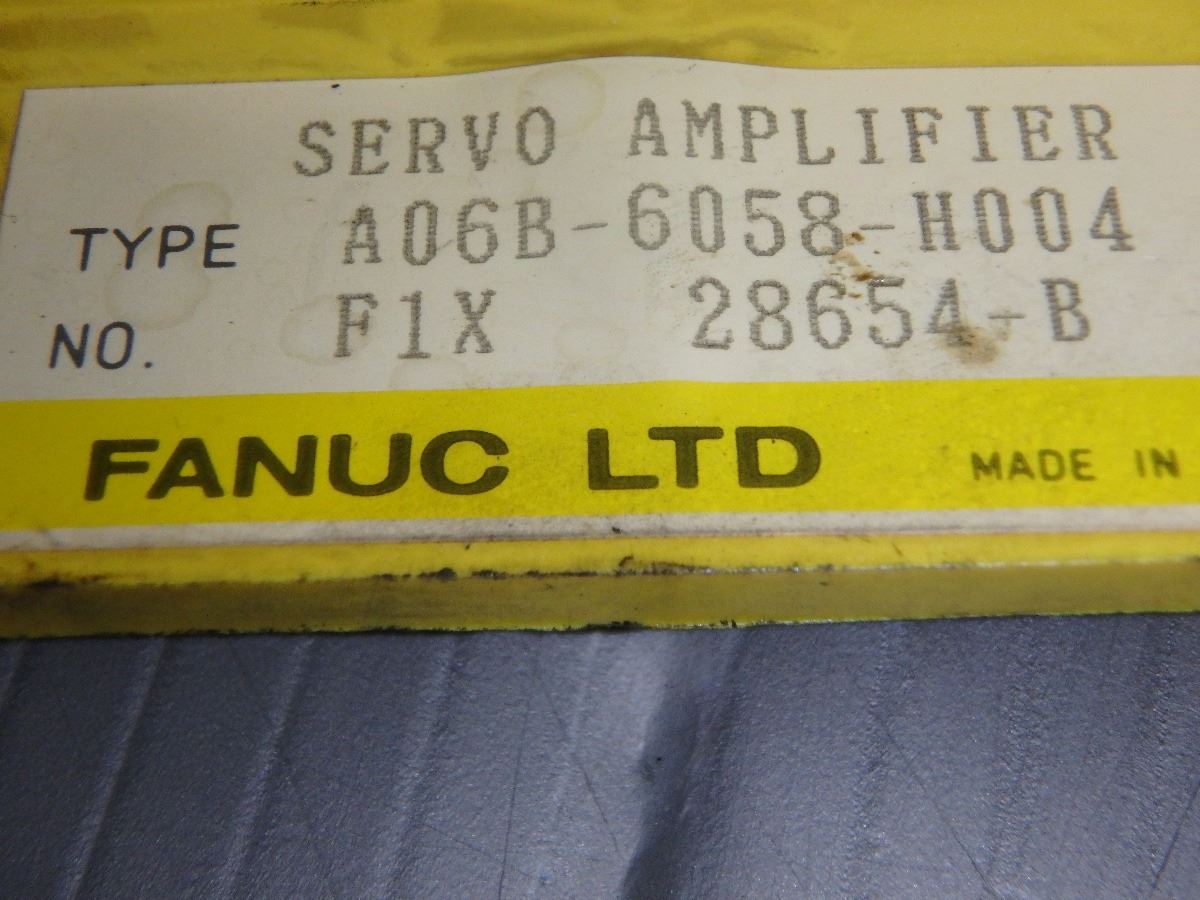 SERVO AMPLIFIER
TYPE A06B-6058-H004
NO. F1X 28654-B
FANUC LTD MADE IN